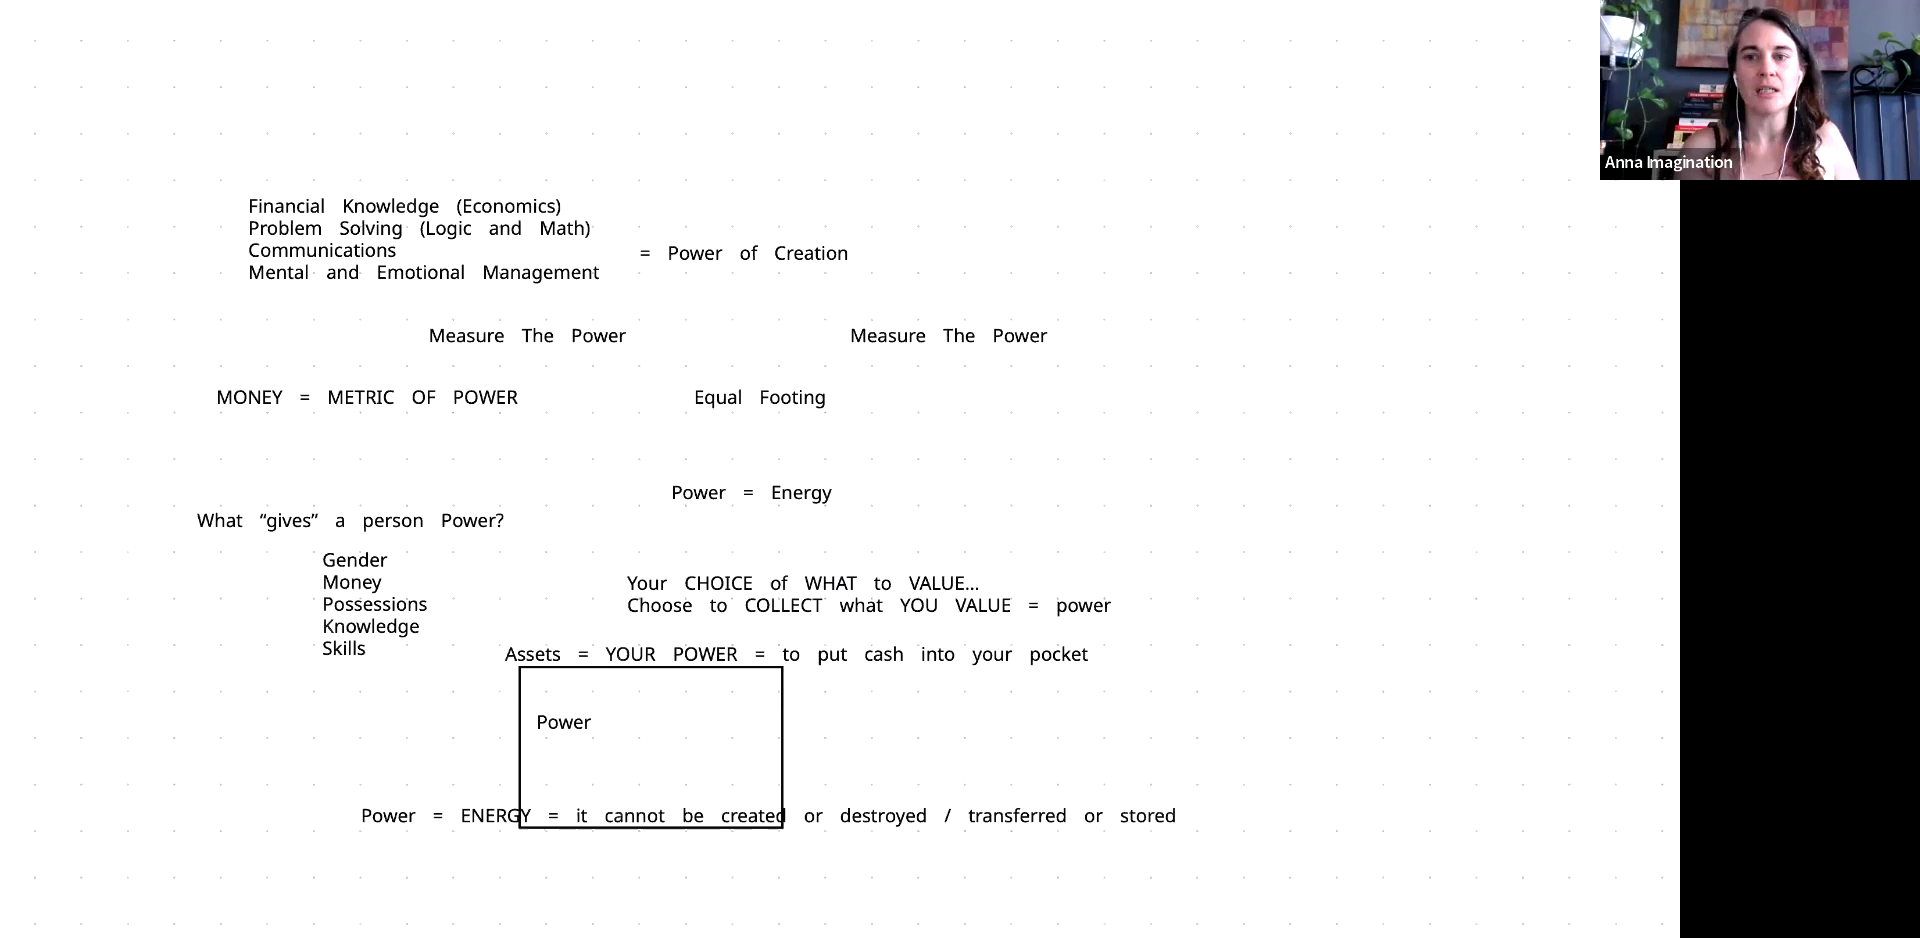 Anna Imagination
Financial Knowledge (Economics)
Problem Solving (Logic and Math)
Communications
Mental and Emotional Management
= Power of Creation
Measure The Power
Measure The Power
MONEY = METRIC OF POWER
Equal Footing
Power = Energy
What “gives” a person Power?
Gender
Money
Possessions
Knowledge
Skills
Your CHOICE of WHAT to VALUE...
Choose to COLLECT what YOU VALUE = power
Assets = YOUR POWER = to put cash into your pocket
Power
Power = ENERGY = it cannot be created or destroyed / transferred or stored